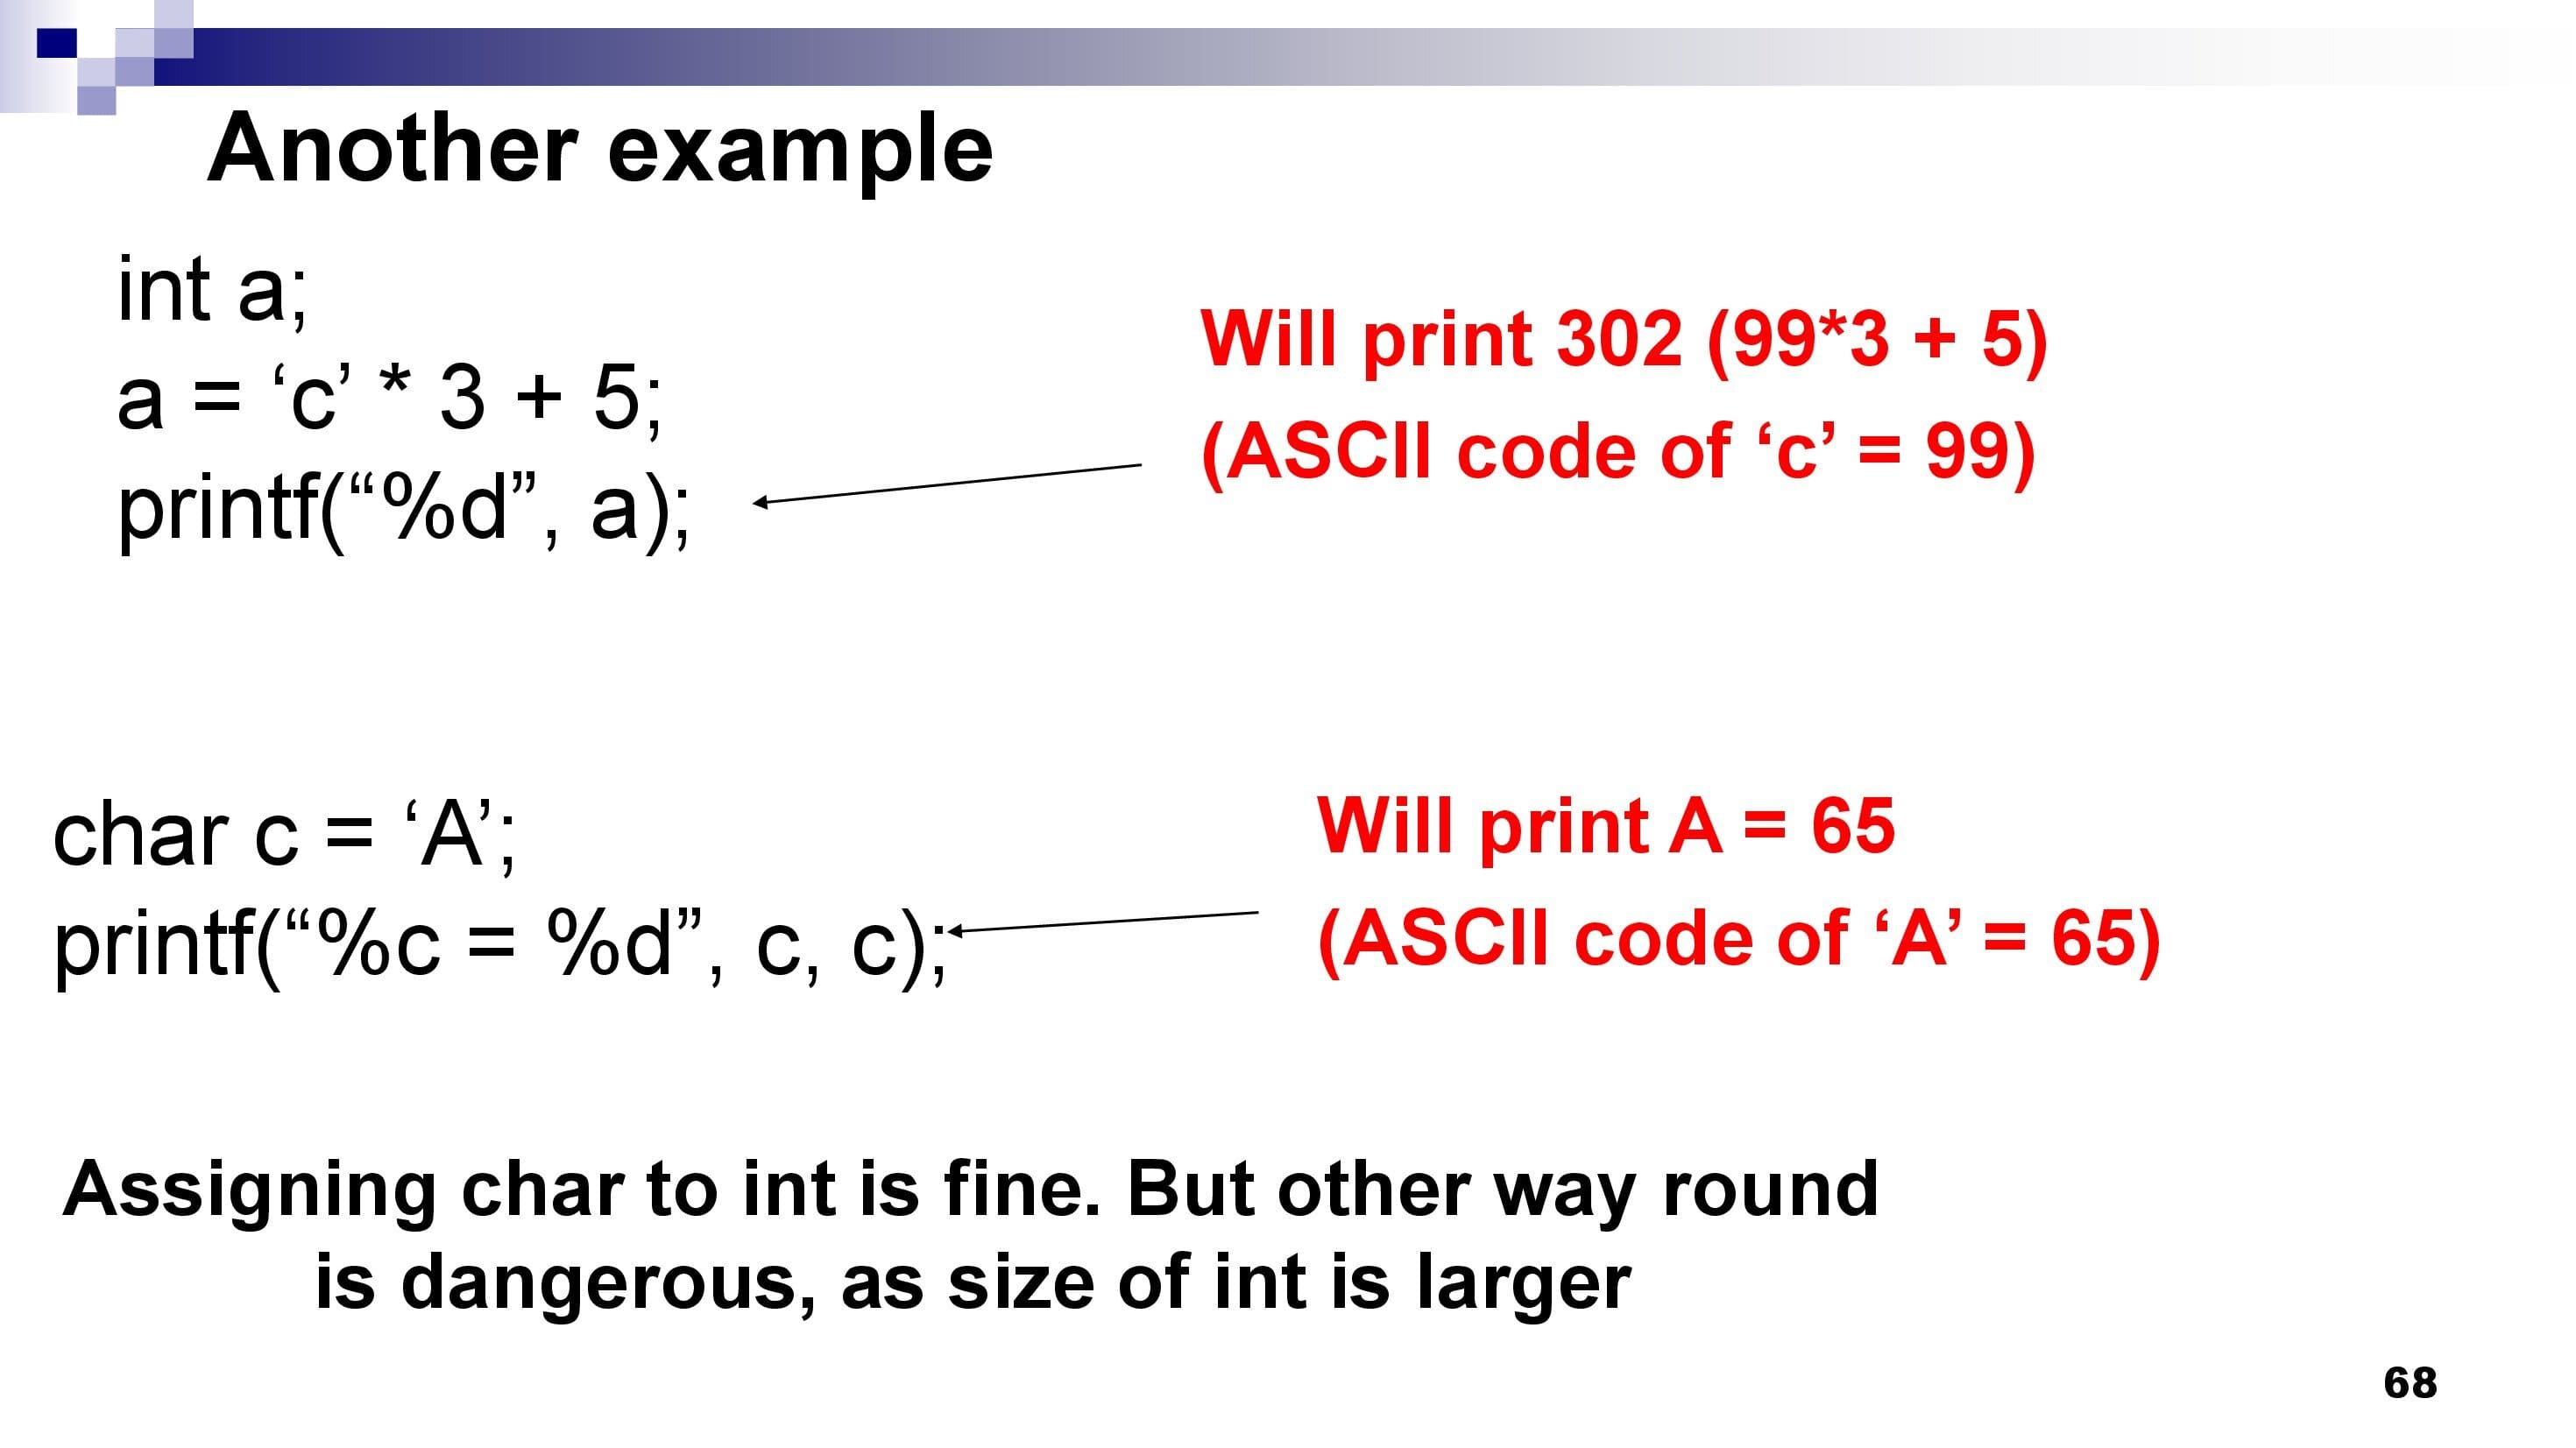 Another example
int a;
a = ‘c’ * 3 + 5;
printf(“%d”, a);
Will print 302 (99*3 + 5)
(ASCII code of ‘c’ = 99)
char c = ‘A’;
printf(“%c = %d”, c, c);
Will print A = 65
(ASCII code of ‘A’ = 65)
Assigning char to int is fine. But other way round
is dangerous, as size of int is larger
68